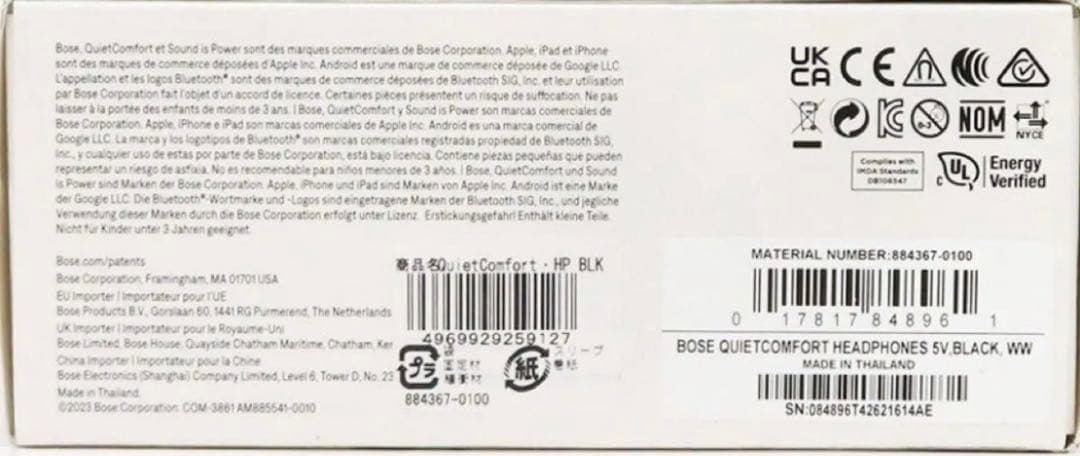 Bose, QuietComfort et Sound is Power sont des marques commerciales de Bose Corporation. Apple, iPad et iPhone
sont des marques de commerce déposées d'Apple Inc. Android est une marque de commerce déposée de Google LLC.
L'appellation et les logos Bluetooth® sont des marques de commerce déposées de Bluetooth SIG, Inc. et leur utilisation
par Bose Corporation fait l'objet d'un accord de licence. Certaines pièces présentent un risque de suffocation. Ne pas
laisser à la portée des enfants de moins de 3 ans. | Bose, QuietComfort y Sound is Power son marcas comerciales de
Bose Corporation. Apple, iPhone e iPad son marcas comerciales de Apple Inc. Android es una marca comercial de
Google LLC. La marca y los logotipos de Bluetooth® son marcas comerciales registradas propiedad de Bluetooth SIG,
Inc., y cualquier uso de estas por parte de Bose Corporation, está bajo licencia. Contiene piezas pequeñas que pueden
representar un riesgo de asfixia. No es recomendable para niños menores de 3 años. | Bose, QuietComfort und Sound
is Power sind Marken der Bose Corporation. Apple, iPhone und iPad sind Marken von Apple Inc. Android ist eine Marke
der Google LLC. Die Bluetooth®-Wortmarke und -Logos sind eingetragene Marken der Bluetooth SIG, Inc., und jegliche
Verwendung dieser Marken durch die Bose Corporation erfolgt unter Lizenz. Erstickungsgefahr! Enthält kleine Teile.
Nicht für Kinder unter 3 Jahren geeignet.
Bose.com/patents
Bose Corporation, Framingham, MA 01701 USA
EU Importer | Importateur pour l'UE
Bose Products B.V., Gorslaan 60, 1441 RG Purmerend, The Netherlands
UK Importer | Importateur pour le Royaume-Uni
Bose Limited, Bose House, Quayside Chatham Maritime, Chatham, Ker
China Importer | Importateur pour la Chine
Bose Electronics (Shanghai) Company Limited, Level 6, Tower D, No. 23
Made in Thailand.
©2023 Bose Corporation. COM-3861 AM885541-0010
商品名QuietComfort・HP BLK
4969929259127
プラ
紙
スリーブ
884367-0100
UK
CA
CE
0-3
NOM
NYCE
Complies with
IMDA Standards
DB106547
c UL
Energy
Verified
MATERIAL NUMBER:884367-0100
0 17817 84896 1
BOSE QUIETCOMFORT HEADPHONES 5V,BLACK, WW
MADE IN THAILAND
SN:084896T42621614AE